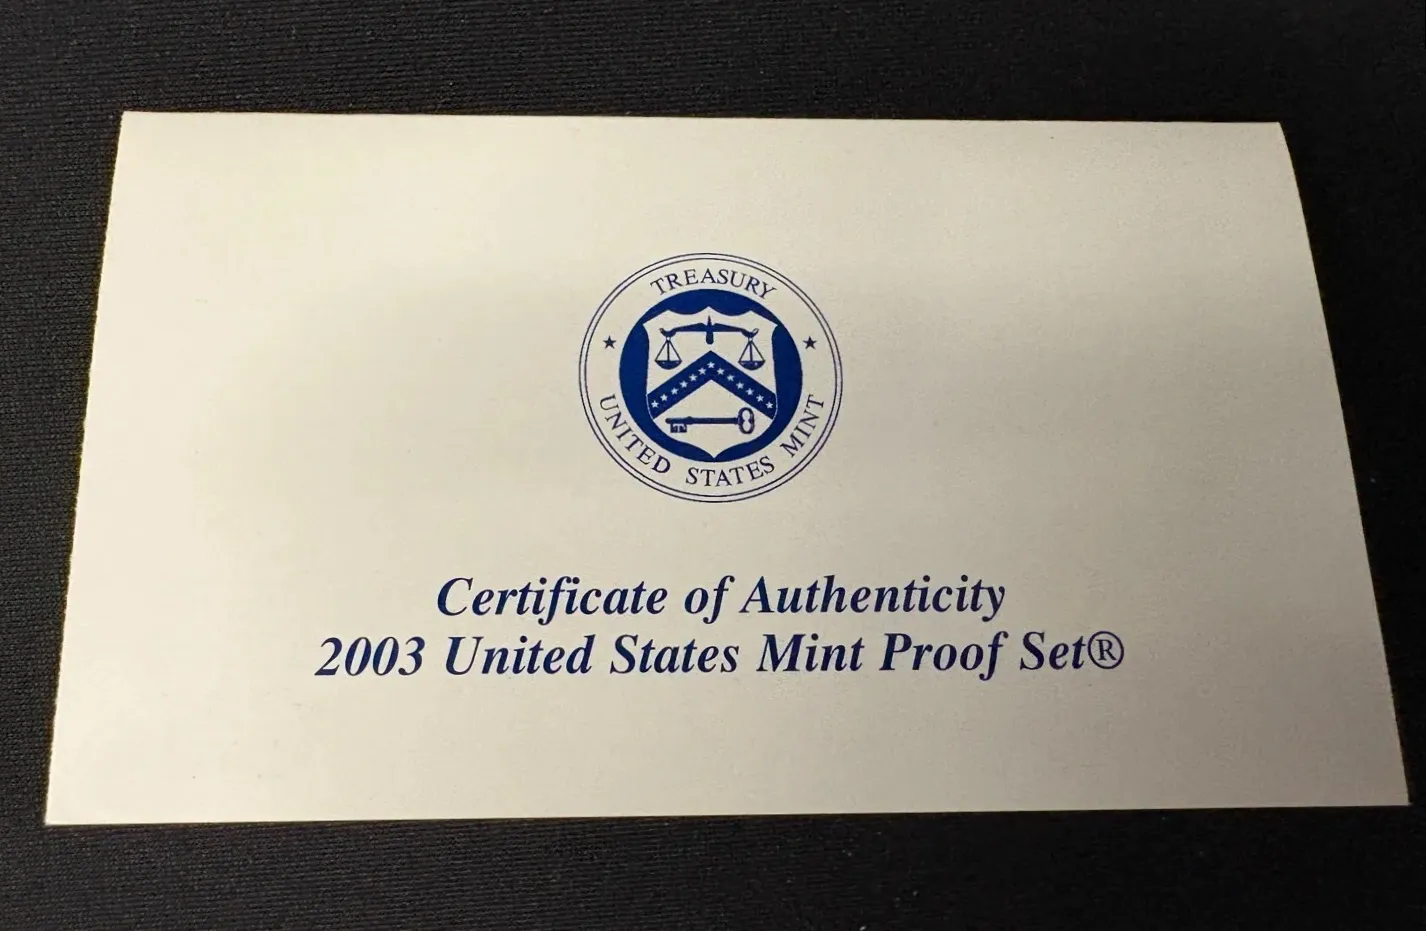 TREASURY
UNITED STATES MINT
Certificate of Authenticity
2003 United States Mint Proof Set®